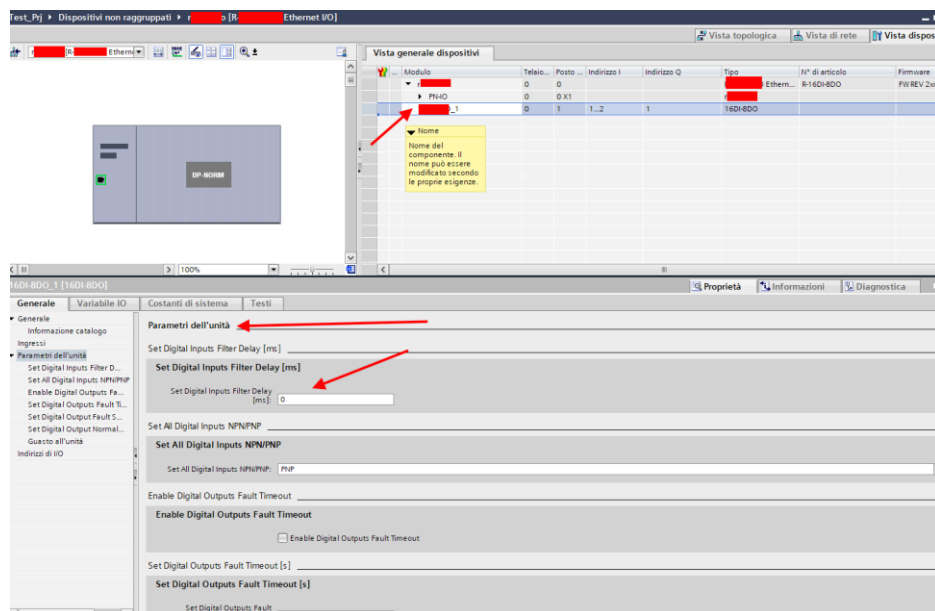 Test_Prj ▸ Dispositivi non raggruppati ▸ r o [R- Ethernet I/O]
Vista topologica Vista di rete Vista dispos
[R- Ethern
Vista generale dispositivi
... Modulo Telaio... Posto ... Indirizzo I Indirizzo Q Tipo N° di articolo Firmware
r 0 0 Ethern... R-16DI-8DO FW REV 2x
PN-IO 0 0 X1 r
_1 0 1 1...2 1 16DI-8DO
Nome
Nome del
componente. Il
nome può essere
modificato secondo
le proprie esigenze.
DP-NORM
100%
16DI-8DO_1 [16DI-8DO]
Proprietà Informazioni Diagnostica
Generale Variabile IO Costanti di sistema Testi
Generale
Informazione catalogo
Ingressi
Parametri dell'unità
Set Digital Inputs Filter D...
Set All Digital Inputs NPN/PNP
Enable Digital Outputs Fa...
Set Digital Outputs Fault Ti...
Set Digital Output Fault S...
Set Digital Output Normal...
Guasto all'unità
Indirizzi di I/O
Parametri dell'unità
Set Digital Inputs Filter Delay [ms]
Set Digital Inputs Filter Delay [ms]
Set Digital Inputs Filter Delay
[ms]: 0
Set All Digital Inputs NPN/PNP
Set All Digital Inputs NPN/PNP
Set All Digital Inputs NPN/PNP: PNP
Enable Digital Outputs Fault Timeout
Enable Digital Outputs Fault Timeout
Enable Digital Outputs Fault Timeout
Set Digital Outputs Fault Timeout [s]
Set Digital Outputs Fault Timeout [s]
Set Digital Outputs Fault